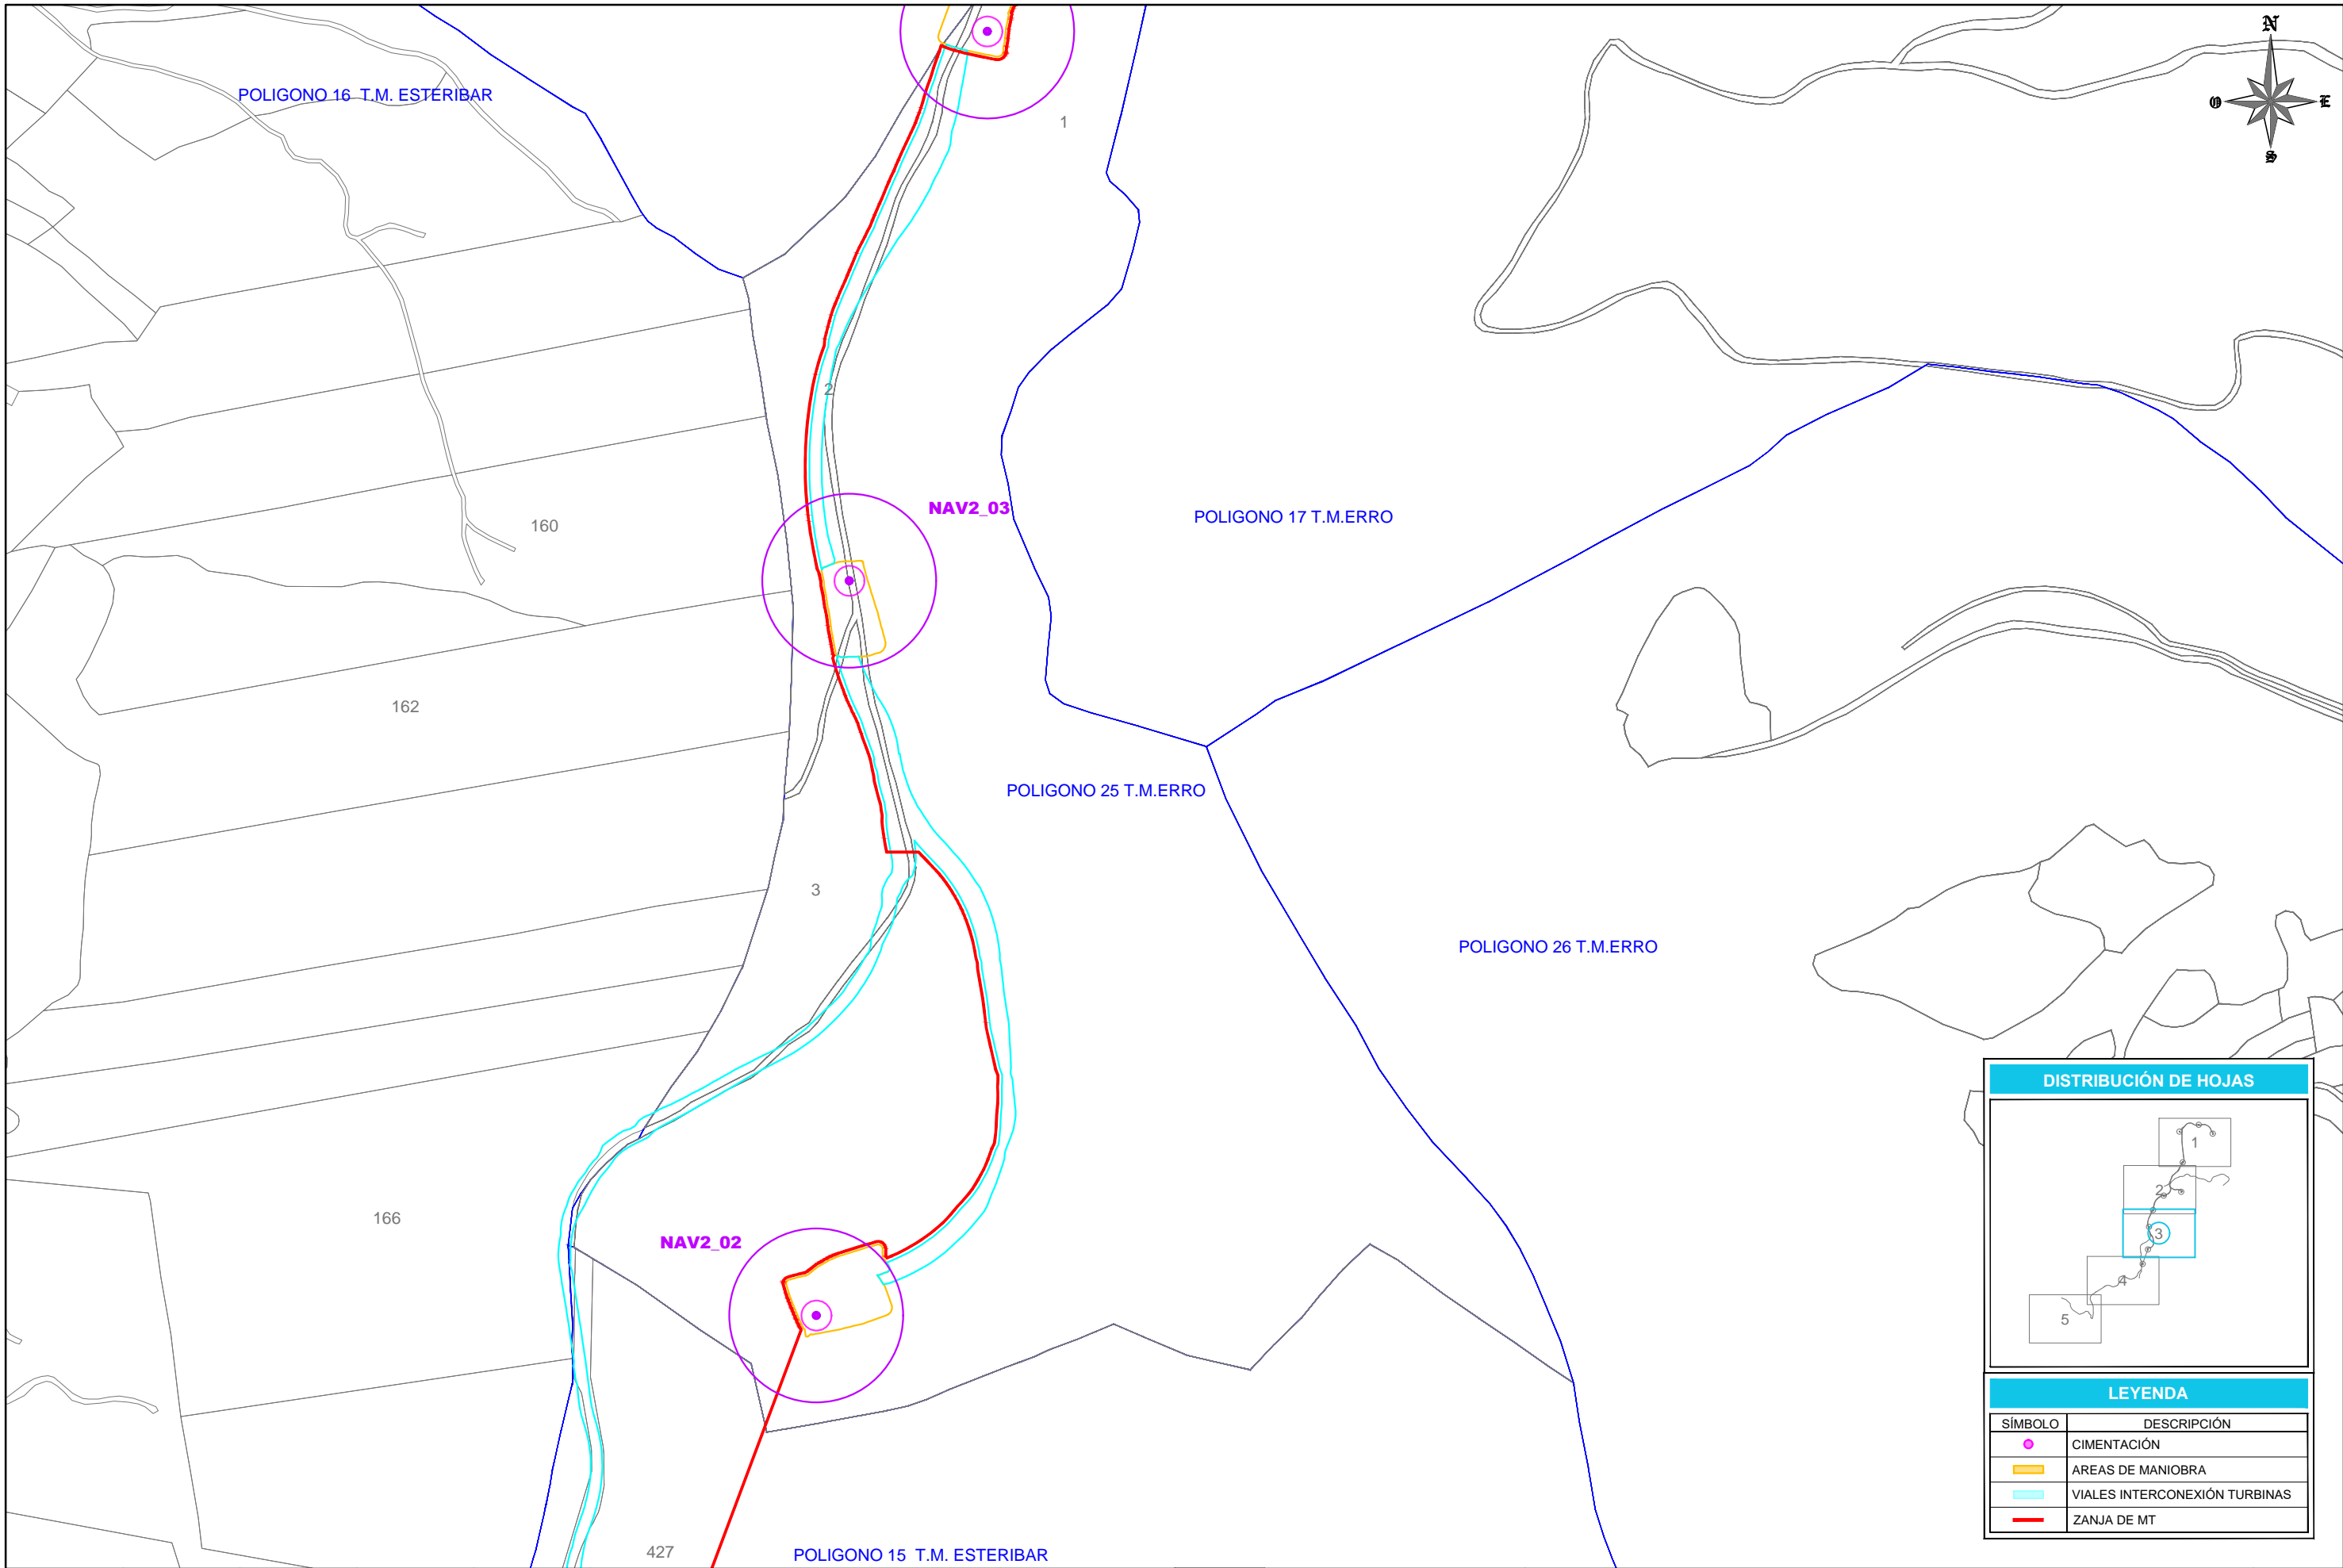 N
O
E
S
POLIGONO 16 T.M. ESTERIBAR
1
2
NAV2_03
POLIGONO 17 T.M.ERRO
160
162
POLIGONO 25 T.M.ERRO
3
POLIGONO 26 T.M.ERRO
166
NAV2_02
427
POLIGONO 15 T.M. ESTERIBAR
DISTRIBUCIÓN DE HOJAS
1
2
3
4
5
LEYENDA
SÍMBOLO DESCRIPCIÓN
CIMENTACIÓN
AREAS DE MANIOBRA
VIALES INTERCONEXIÓN TURBINAS
ZANJA DE MT